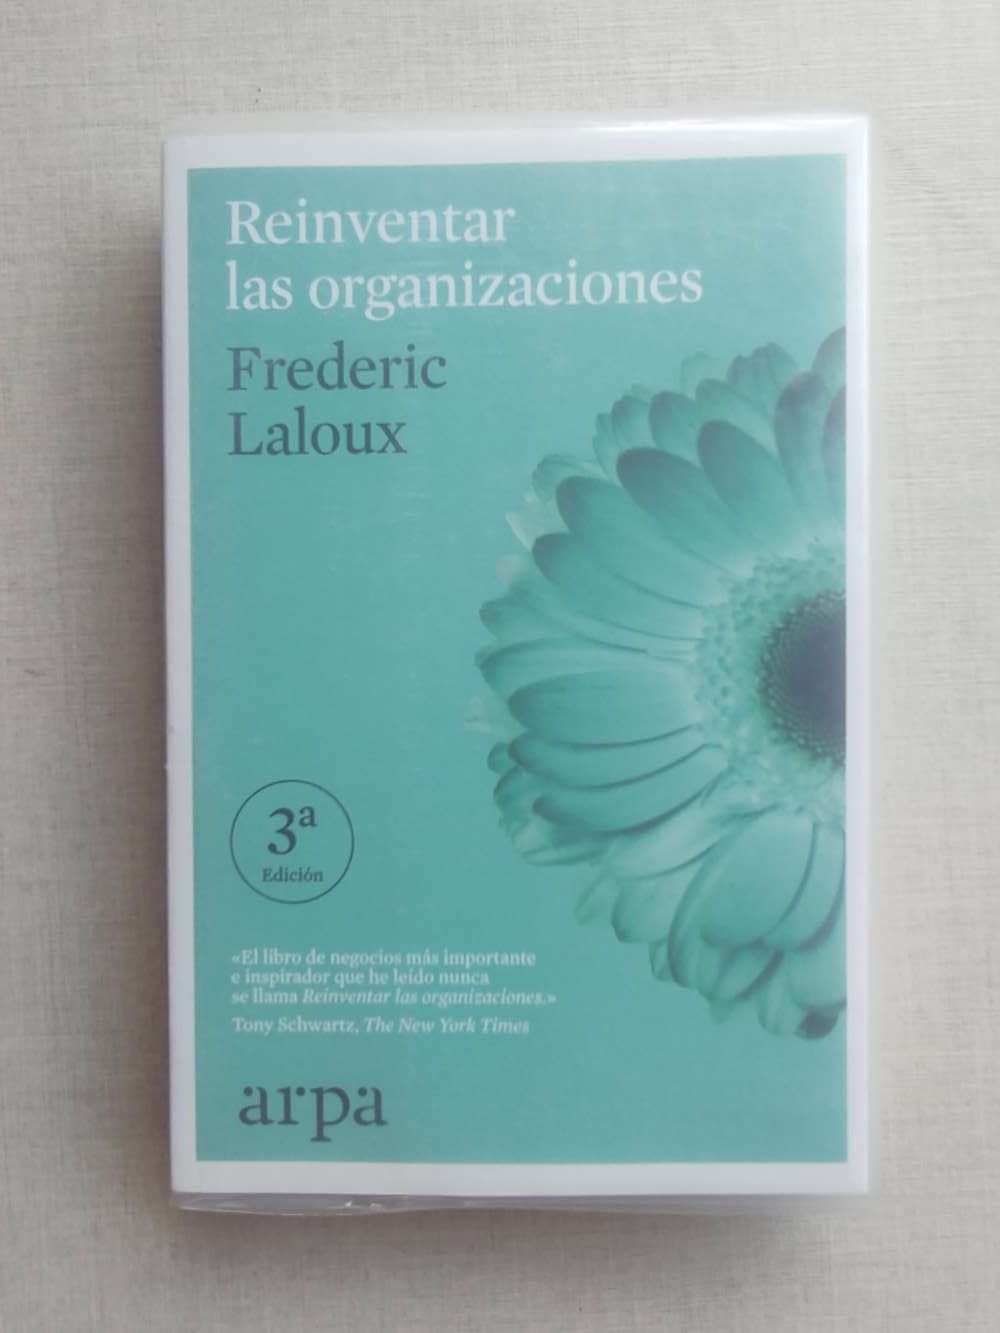 Reinventar
las organizaciones
Frederic
Laloux
3ª
Edición
«El libro de negocios más importante
e inspirador que he leído nunca
se llama Reinventar las organizaciones.»
Tony Schwartz, The New York Times
arpa